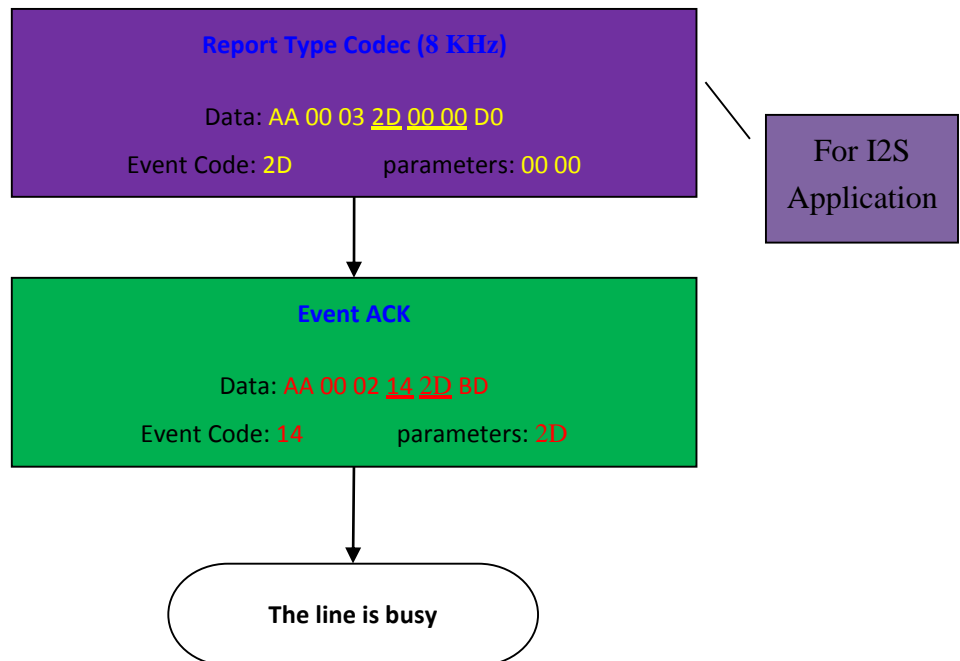 Report Type Codec (8 KHz)
Data: AA 00 03 2D 00 00 D0
Event Code: 2D parameters: 00 00
For I2S
Application
Event ACK
Data: AA 00 02 14 2D BD
Event Code: 14 parameters: 2D
The line is busy